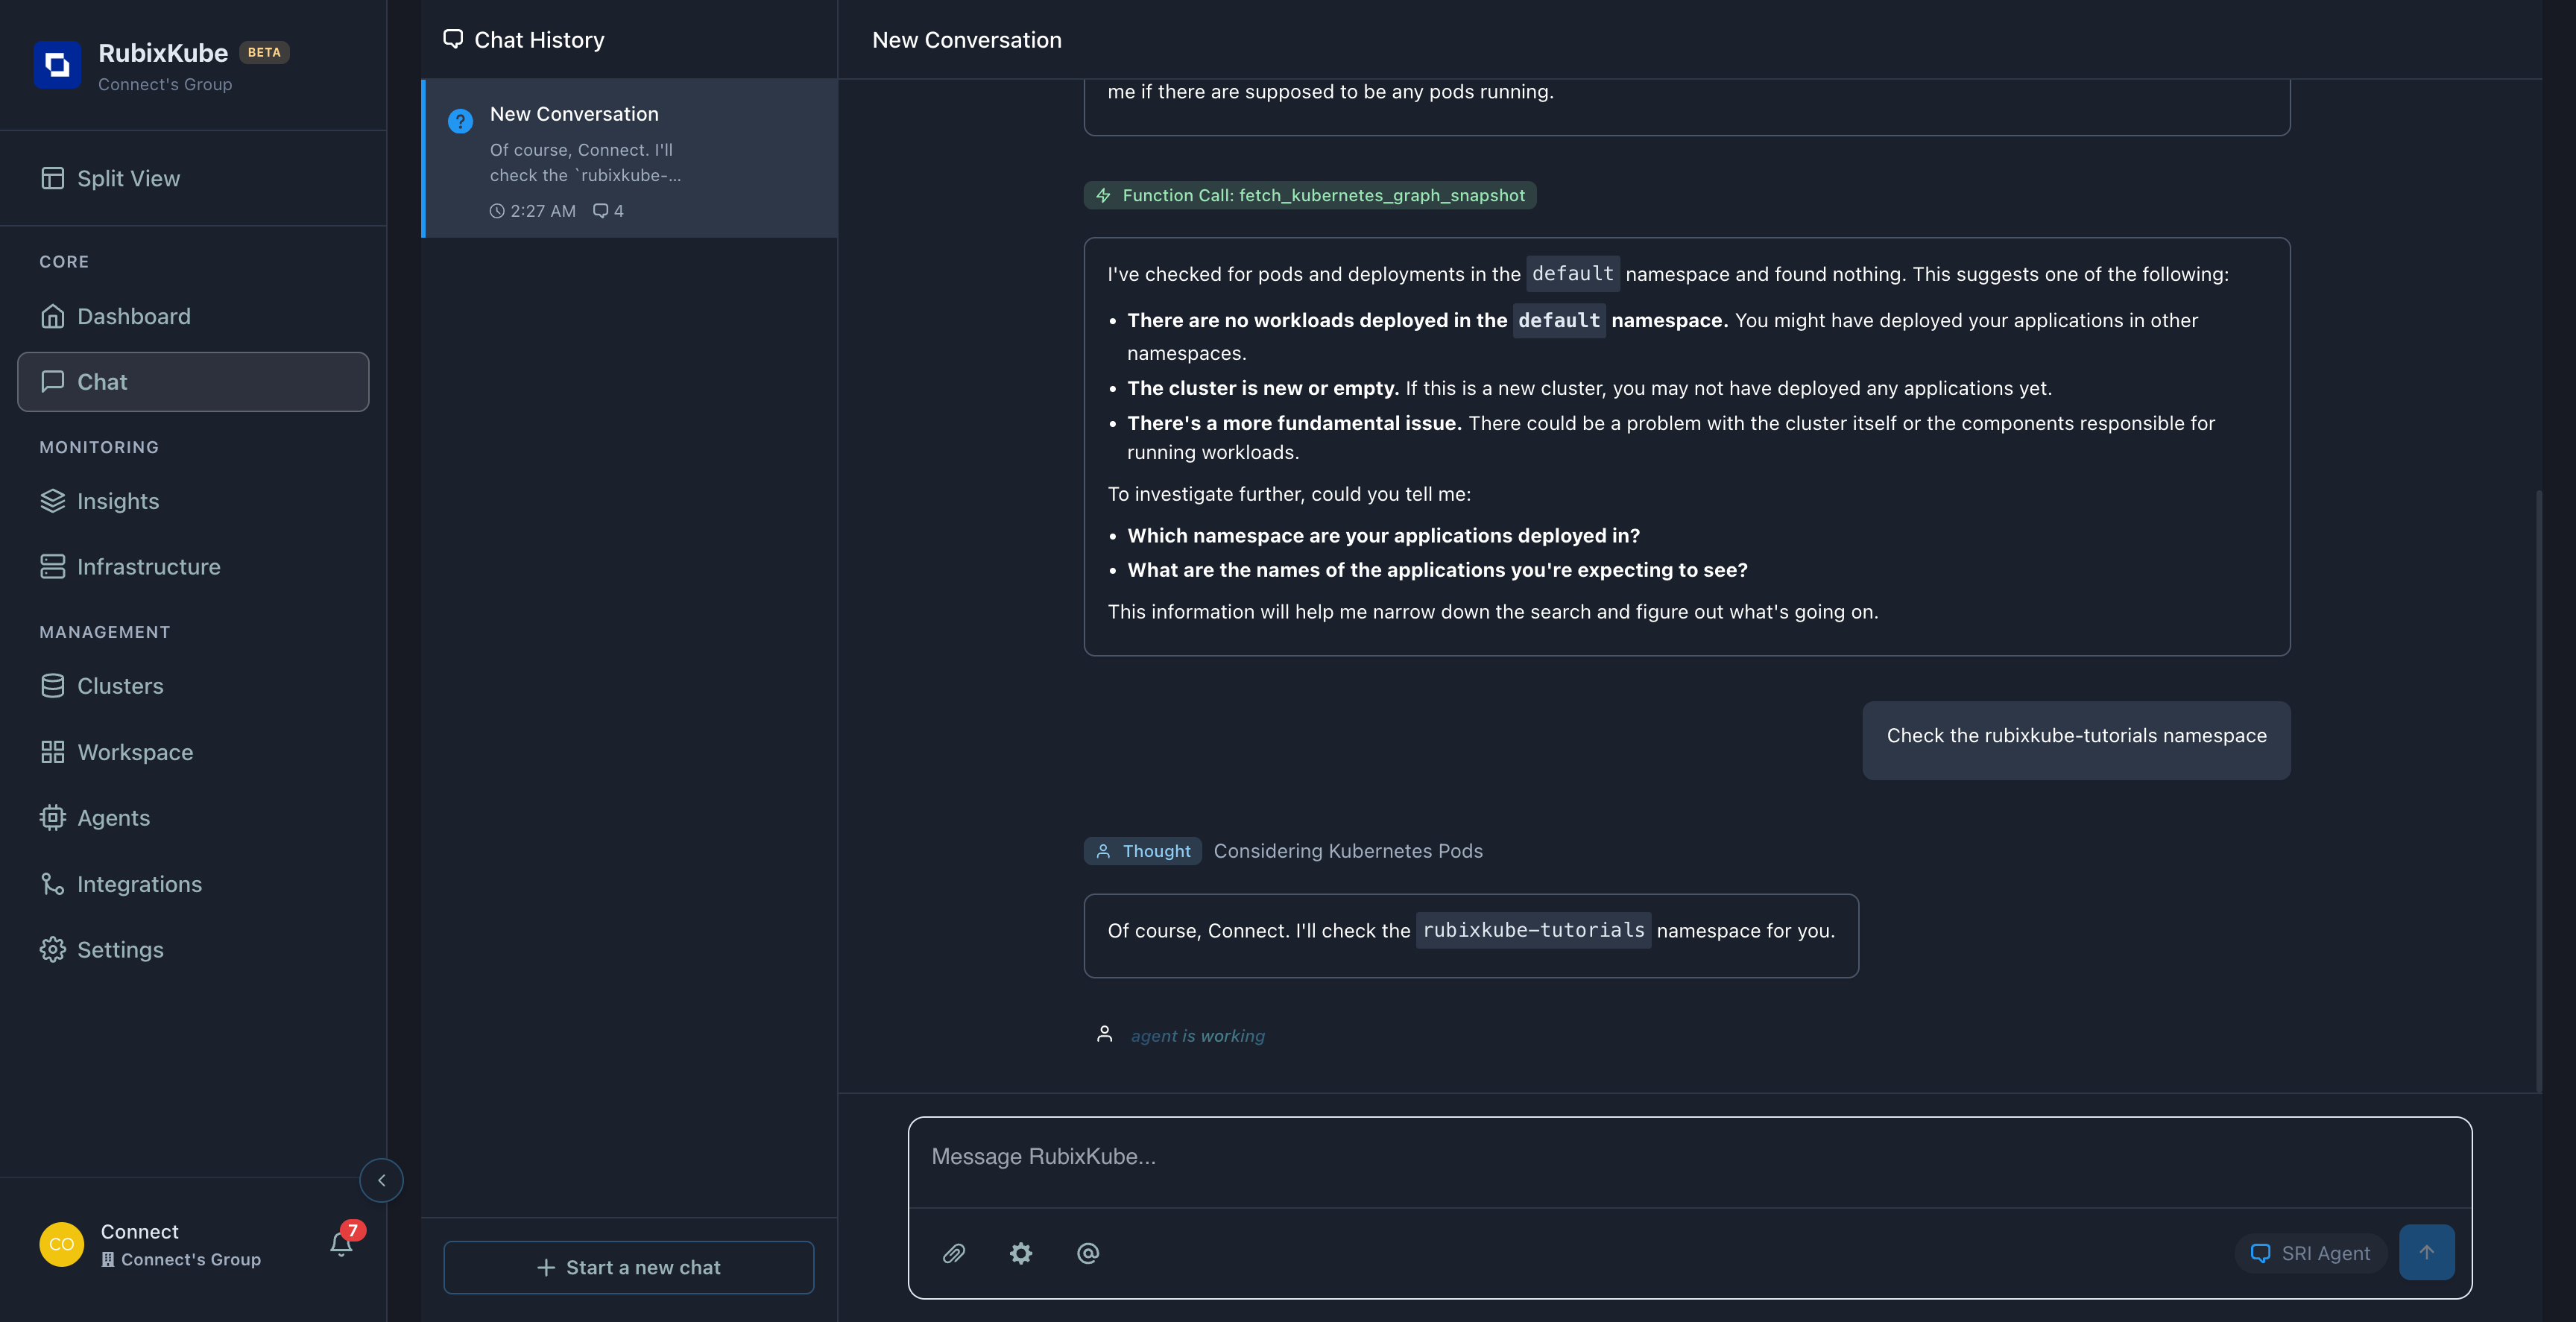 RubixKube BETA
Connect's Group
Split View
CORE
Dashboard
Chat
MONITORING
Insights
Infrastructure
MANAGEMENT
Clusters
Workspace
Agents
Integrations
Settings
CO
Connect
Connect's Group
7
Chat History
?
New Conversation
Of course, Connect. I'll
check the `rubixkube-...
2:27 AM 4
+ Start a new chat
New Conversation
me if there are supposed to be any pods running.
Function Call: fetch_kubernetes_graph_snapshot
I've checked for pods and deployments in the default namespace and found nothing. This suggests one of the following:
• There are no workloads deployed in the default namespace. You might have deployed your applications in other
namespaces.
• The cluster is new or empty. If this is a new cluster, you may not have deployed any applications yet.
• There's a more fundamental issue. There could be a problem with the cluster itself or the components responsible for
running workloads.
To investigate further, could you tell me:
• Which namespace are your applications deployed in?
• What are the names of the applications you're expecting to see?
This information will help me narrow down the search and figure out what's going on.
Check the rubixkube-tutorials namespace
Thought Considering Kubernetes Pods
Of course, Connect. I'll check the rubixkube-tutorials namespace for you.
agent is working
Message RubixKube...
@
SRI Agent